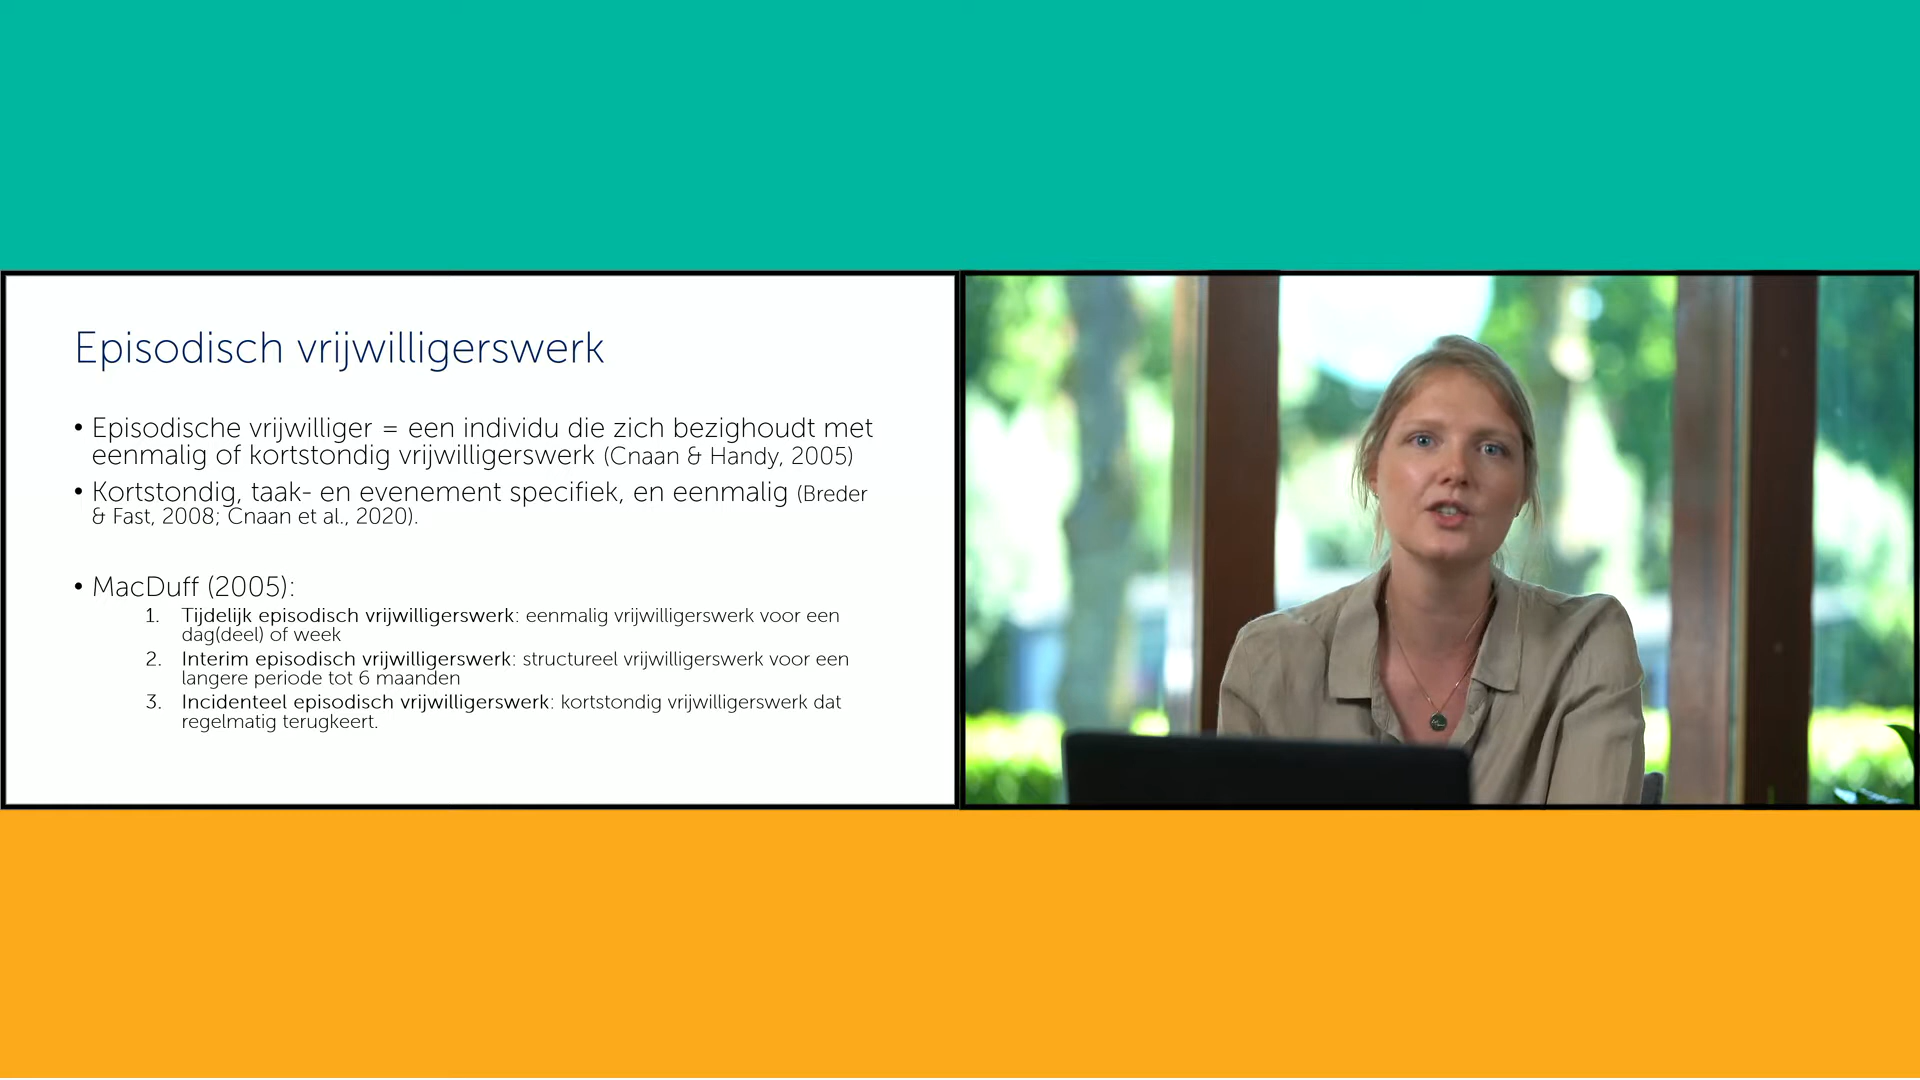 Episodisch vrijwilligerswerk
• Episodische vrijwilliger = een individu die zich bezighoudt met
eenmalig of kortstondig vrijwilligerswerk (Cnaan & Handy, 2005)
• Kortstondig, taak- en evenement specifiek, en eenmalig (Breder
& Fast, 2008; Cnaan et al., 2020).
• MacDuff (2005):
1. Tijdelijk episodisch vrijwilligerswerk: eenmalig vrijwilligerswerk voor een
dag(deel) of week
2. Interim episodisch vrijwilligerswerk: structureel vrijwilligerswerk voor een
langere periode tot 6 maanden
3. Incidenteel episodisch vrijwilligerswerk: kortstondig vrijwilligerswerk dat
regelmatig terugkeert.